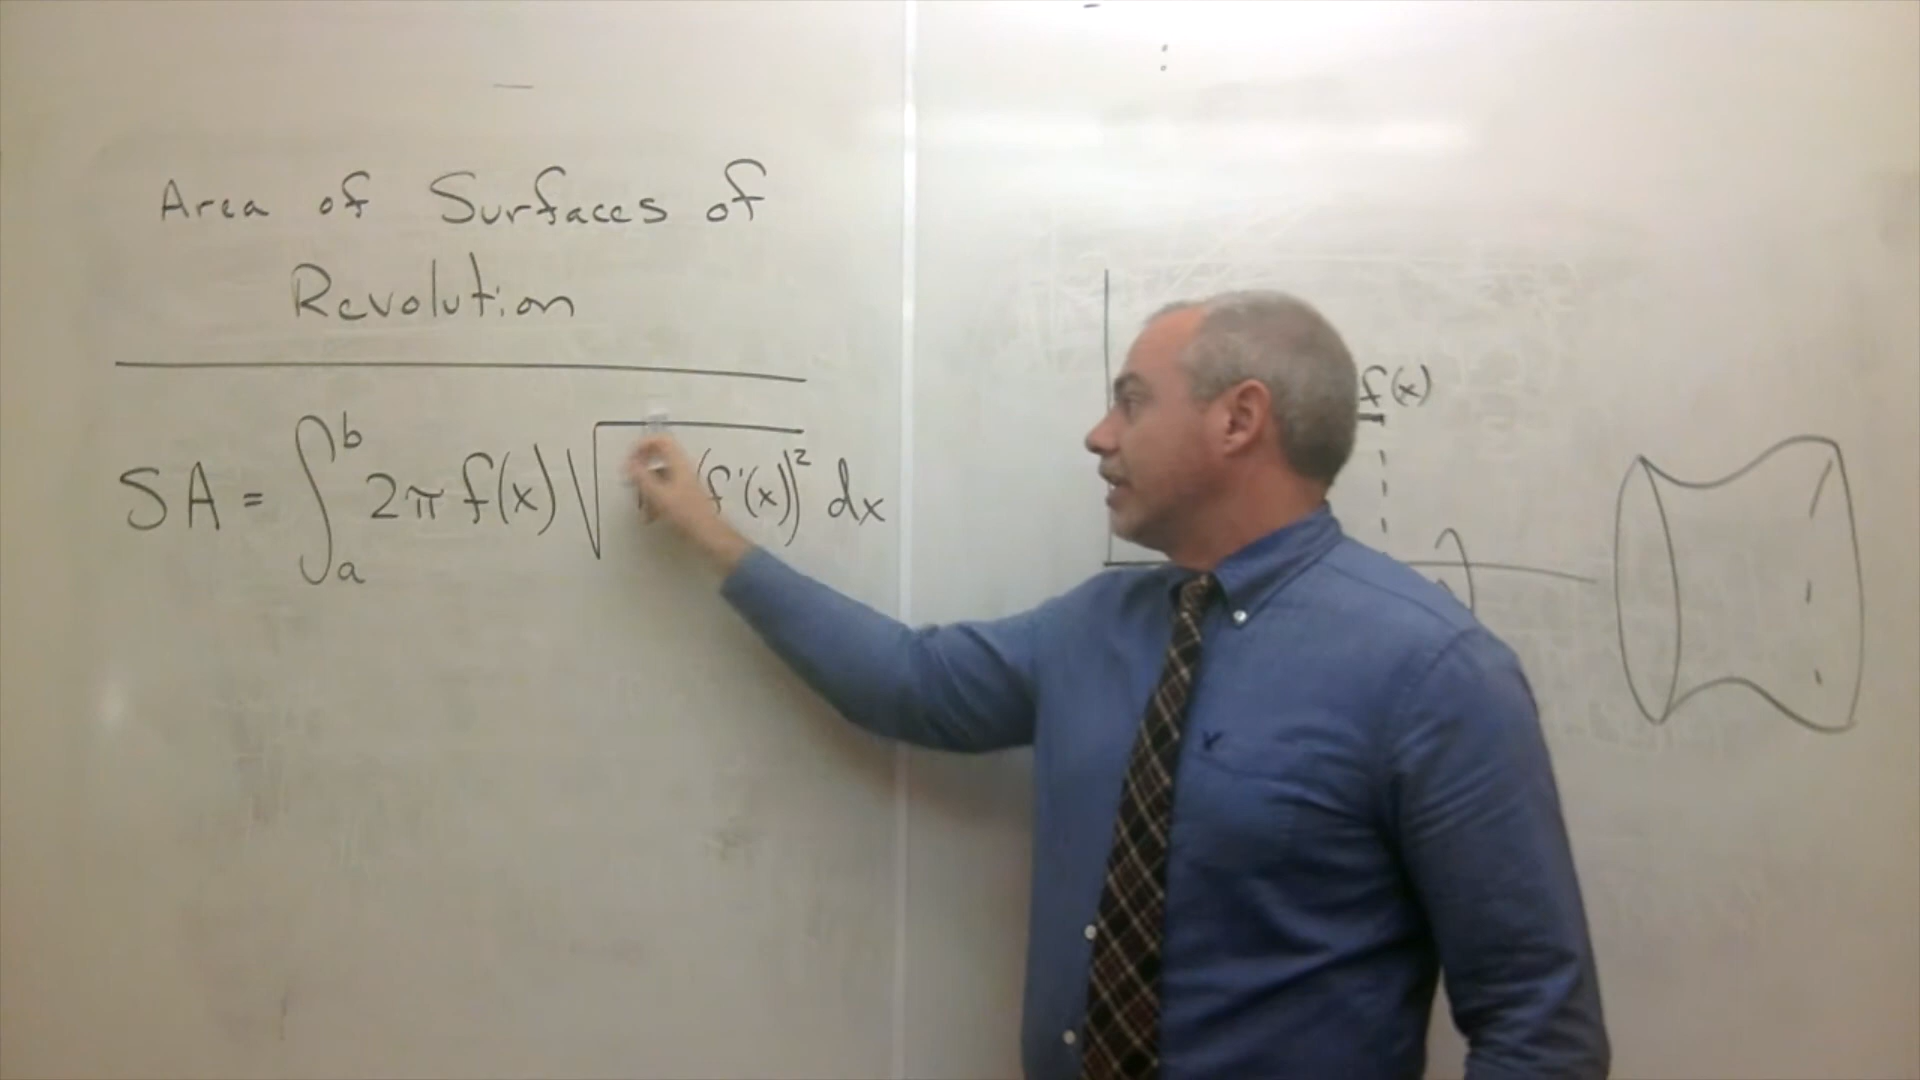 Area of Surfaces of
Revolution
SA = ∫ₐᵇ 2π f(x) √ (f'(x))² dx
f(x)